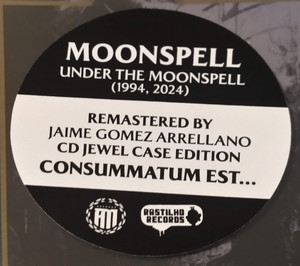 MOONSPELL
UNDER THE MOONSPELL
(1994, 2024)
REMASTERED BY
JAIME GOMEZ ARRELLANO
CD JEWEL CASE EDITION
CONSUMMATUM EST...
RASTILHO
RECORDS